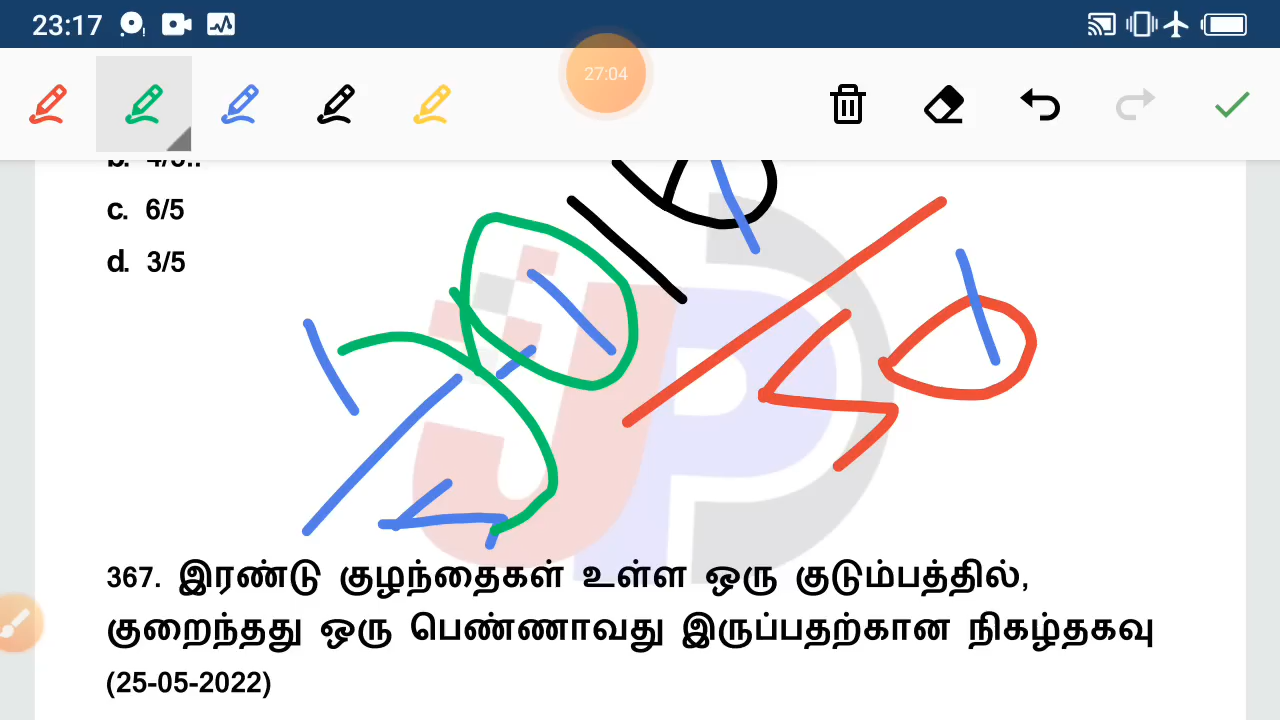 23:17
27:04
c. 6/5
d. 3/5
367. இரண்டு குழந்தைகள் உள்ள ஒரு குடும்பத்தில்,
குறைந்தது ஒரு பெண்ணாவது இருப்பதற்கான நிகழ்தகவு
(25-05-2022)